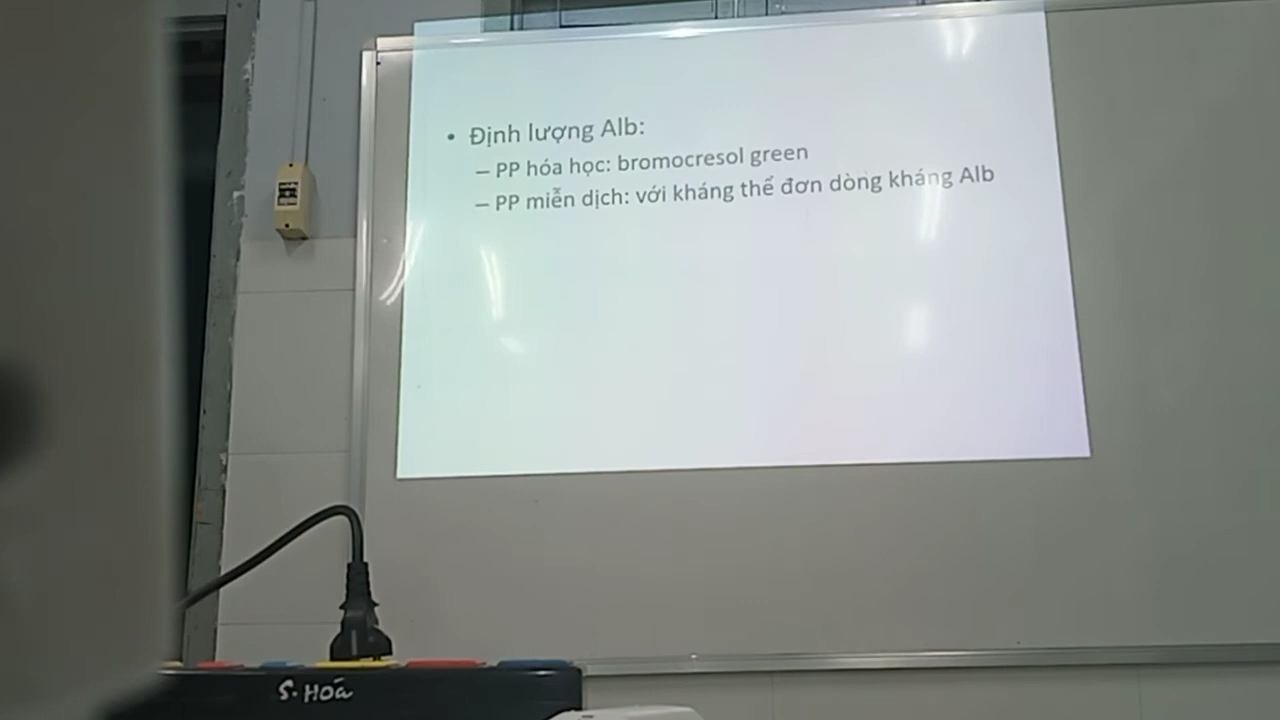 • Định lượng Alb:
– PP hóa học: bromocresol green
– PP miễn dịch: với kháng thể đơn dòng kháng Alb
S. Hóa